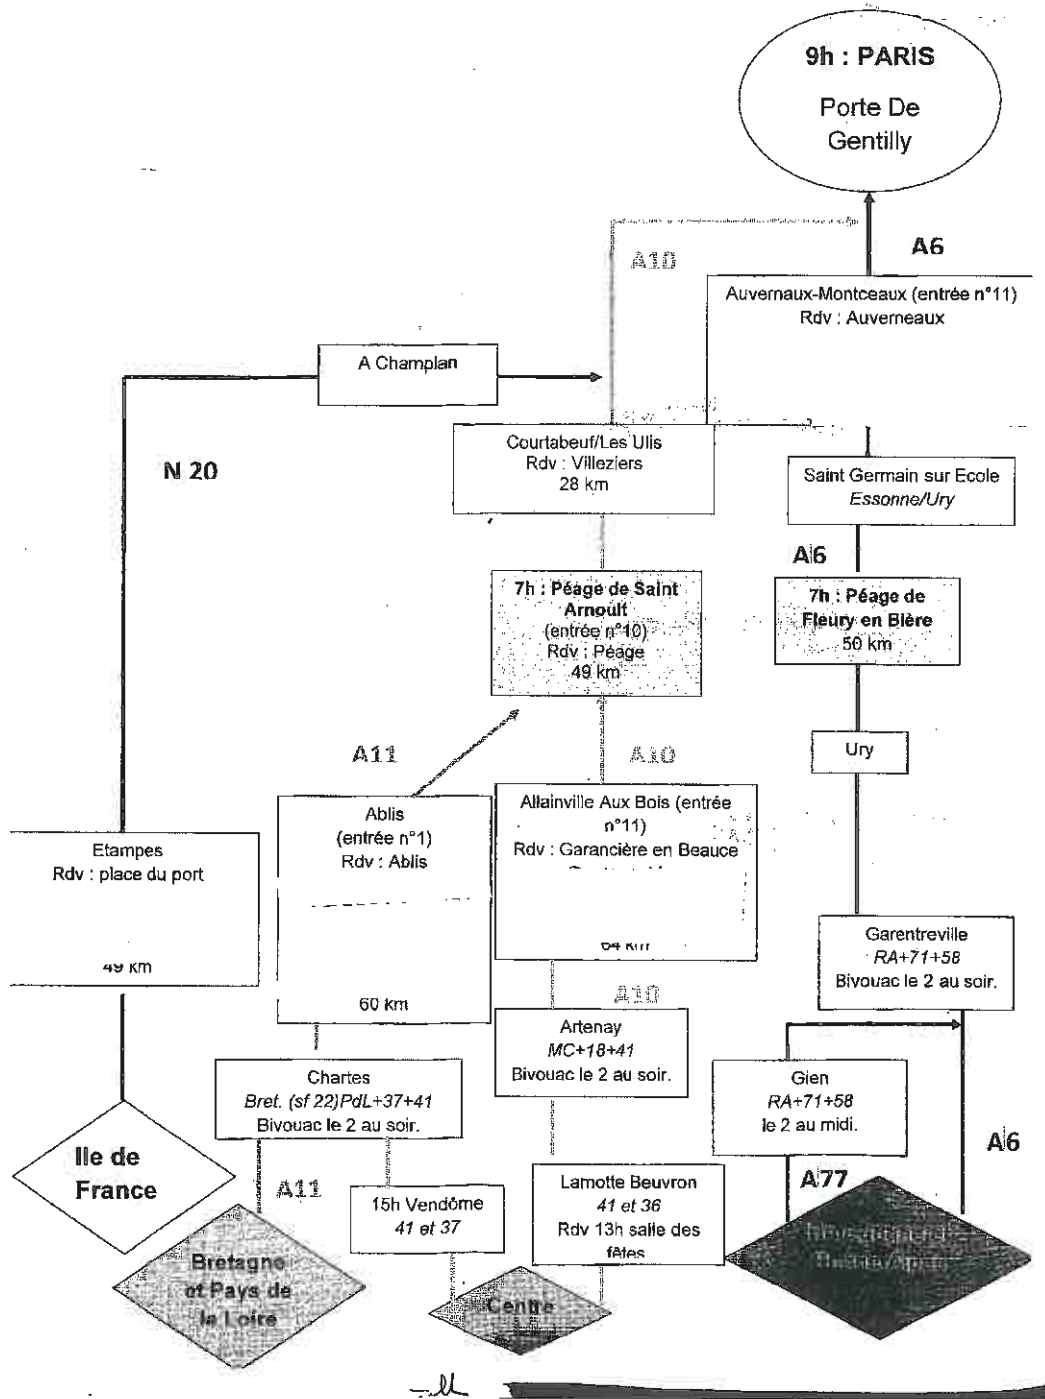 9h : PARIS
Porte De
Gentilly
A6
A10
Auvernaux-Montceaux (entrée n°11)
Rdv : Auverneaux
A Champlan
N 20
Courtabeuf/Les Ulis
Rdv : Villeziers
28 km
Saint Germain sur Ecole
Essonne/Ury
A6
7h : Péage de Saint
Arnoult
(entrée n°10)
Rdv : Péage
49 km
7h : Péage de
Fleury en Bière
50 km
A11
A10
Ury
Etampes
Rdv : place du port
49 km
Ablis
(entrée n°1)
Rdv : Ablis
60 km
Allainville Aux Bois (entrée
n°11)
Rdv : Garancière en Beauce
64 km
Garentreville
RA+71+58
Bivouac le 2 au soir.
A10
Chartes
Bret. (sf 22)PdL+37+41
Bivouac le 2 au soir.
Artenay
MC+18+41
Bivouac le 2 au soir.
Gien
RA+71+58
le 2 au midi.
A6
A77
Ile de
France
A11
15h Vendôme
41 et 37
Lamotte Beuvron
41 et 36
Rdv 13h salle des
fêtes
Bretagne
et Pays de
la Loire
Centre